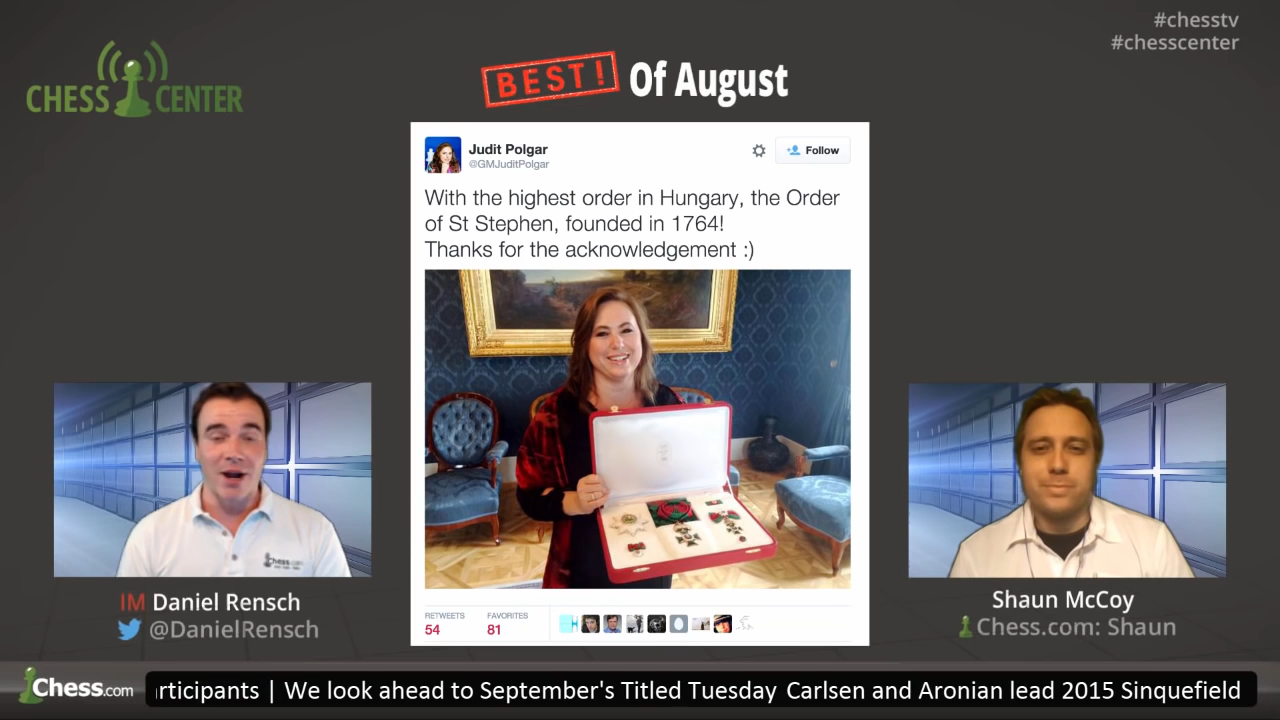 #chesstv
#chesscenter
CHESS CENTER
BEST! Of August
Judit Polgar
@GMJuditPolgar
Follow
With the highest order in Hungary, the Order
of St Stephen, founded in 1764!
Thanks for the acknowledgement :)
RETWEETS
54
FAVORITES
81
Chess.com
IM Daniel Rensch
@DanielRensch
Shaun McCoy
Chess.com: Shaun
Chess.com
rticipants | We look ahead to September's Titled Tuesday Carlsen and Aronian lead 2015 Sinquefield